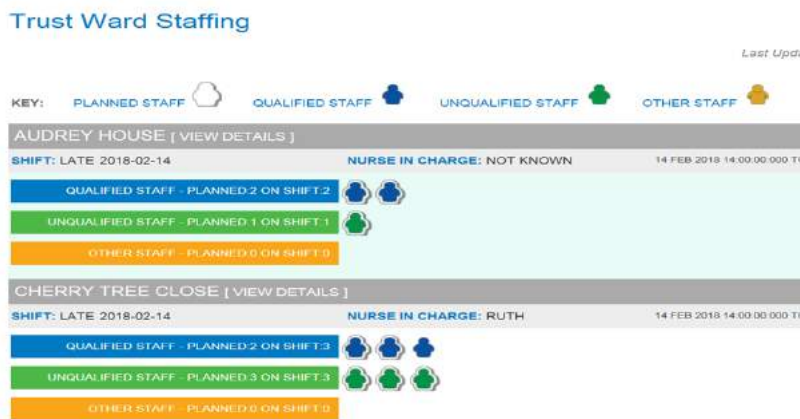 Trust Ward Staffing
Last Upda
KEY: PLANNED STAFF QUALIFIED STAFF UNQUALIFIED STAFF OTHER STAFF
AUDREY HOUSE [ VIEW DETAILS ]
SHIFT: LATE 2018-02-14 NURSE IN CHARGE: NOT KNOWN 14 FEB 2018 14:00:00:000 T
QUALIFIED STAFF - PLANNED:2 ON SHIFT:2
UNQUALIFIED STAFF - PLANNED:1 ON SHIFT:1
OTHER STAFF - PLANNED:0 ON SHIFT:0
CHERRY TREE CLOSE [ VIEW DETAILS ]
SHIFT: LATE 2018-02-14 NURSE IN CHARGE: RUTH 14 FEB 2018 14:00:00:000 T
QUALIFIED STAFF - PLANNED:2 ON SHIFT:3
UNQUALIFIED STAFF - PLANNED:3 ON SHIFT:3
OTHER STAFF - PLANNED:0 ON SHIFT:0